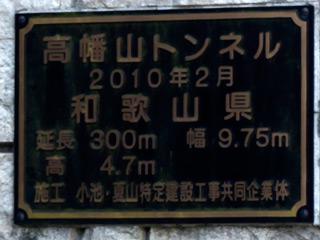 高幡山トンネル
2010年2月
和歌山県
延長 300m 幅 9.75m
高 4.7m
施工 小池・夏山特定建設工事共同企業体